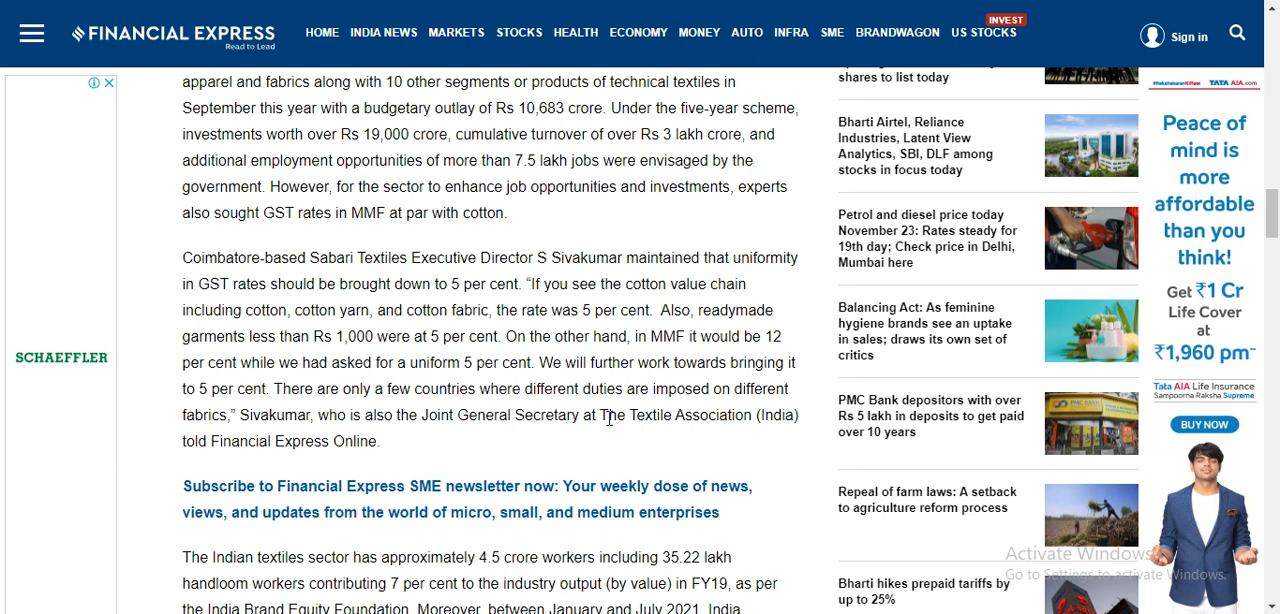 FINANCIAL EXPRESS
Read to Lead
HOME INDIA NEWS MARKETS STOCKS HEALTH ECONOMY MONEY AUTO INFRA SME BRANDWAGON US STOCKS
INVEST
Sign in
apparel and fabrics along with 10 other segments or products of technical textiles in
September this year with a budgetary outlay of Rs 10,683 crore. Under the five-year scheme,
investments worth over Rs 19,000 crore, cumulative turnover of over Rs 3 lakh crore, and
additional employment opportunities of more than 7.5 lakh jobs were envisaged by the
government. However, for the sector to enhance job opportunities and investments, experts
also sought GST rates in MMF at par with cotton.
Coimbatore-based Sabari Textiles Executive Director S Sivakumar maintained that uniformity
in GST rates should be brought down to 5 per cent. “If you see the cotton value chain
including cotton, cotton yarn, and cotton fabric, the rate was 5 per cent. Also, readymade
garments less than Rs 1,000 were at 5 per cent. On the other hand, in MMF it would be 12
per cent while we had asked for a uniform 5 per cent. We will further work towards bringing it
to 5 per cent. There are only a few countries where different duties are imposed on different
fabrics,” Sivakumar, who is also the Joint General Secretary at The Textile Association (India)
told Financial Express Online.
Subscribe to Financial Express SME newsletter now: Your weekly dose of news,
views, and updates from the world of micro, small, and medium enterprises
The Indian textiles sector has approximately 4.5 crore workers including 35.22 lakh
handloom workers contributing 7 per cent to the industry output (by value) in FY19, as per
the India Brand Equity Foundation. Moreover, between January and July 2021, India
SCHAEFFLER
shares to list today
Bharti Airtel, Reliance
Industries, Latent View
Analytics, SBI, DLF among
stocks in focus today
Petrol and diesel price today
November 23: Rates steady for
19th day; Check price in Delhi,
Mumbai here
Balancing Act: As feminine
hygiene brands see an uptake
in sales; draws its own set of
critics
PMC Bank depositors with over
Rs 5 lakh in deposits to get paid
over 10 years
PMC BANK
Repeal of farm laws: A setback
to agriculture reform process
Bharti hikes prepaid tariffs by
up to 25%
TATA AIA.com
Peace of
mind is
more
affordable
than you
think!
Get ₹1 Cr
Life Cover
at
₹1,960 pm
Tata AIA Life Insurance
Sampoorna Raksha Supreme
BUY NOW
Activate Windows
Go to Settings to activate Windows.